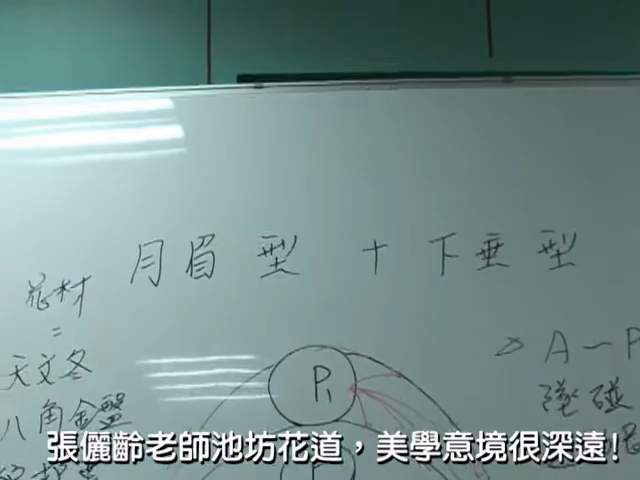 月眉型 + 下垂型
花材
=
天文冬
八角金盤
P1
A-P
張儷齡老師池坊花道，美學意境很深遠!